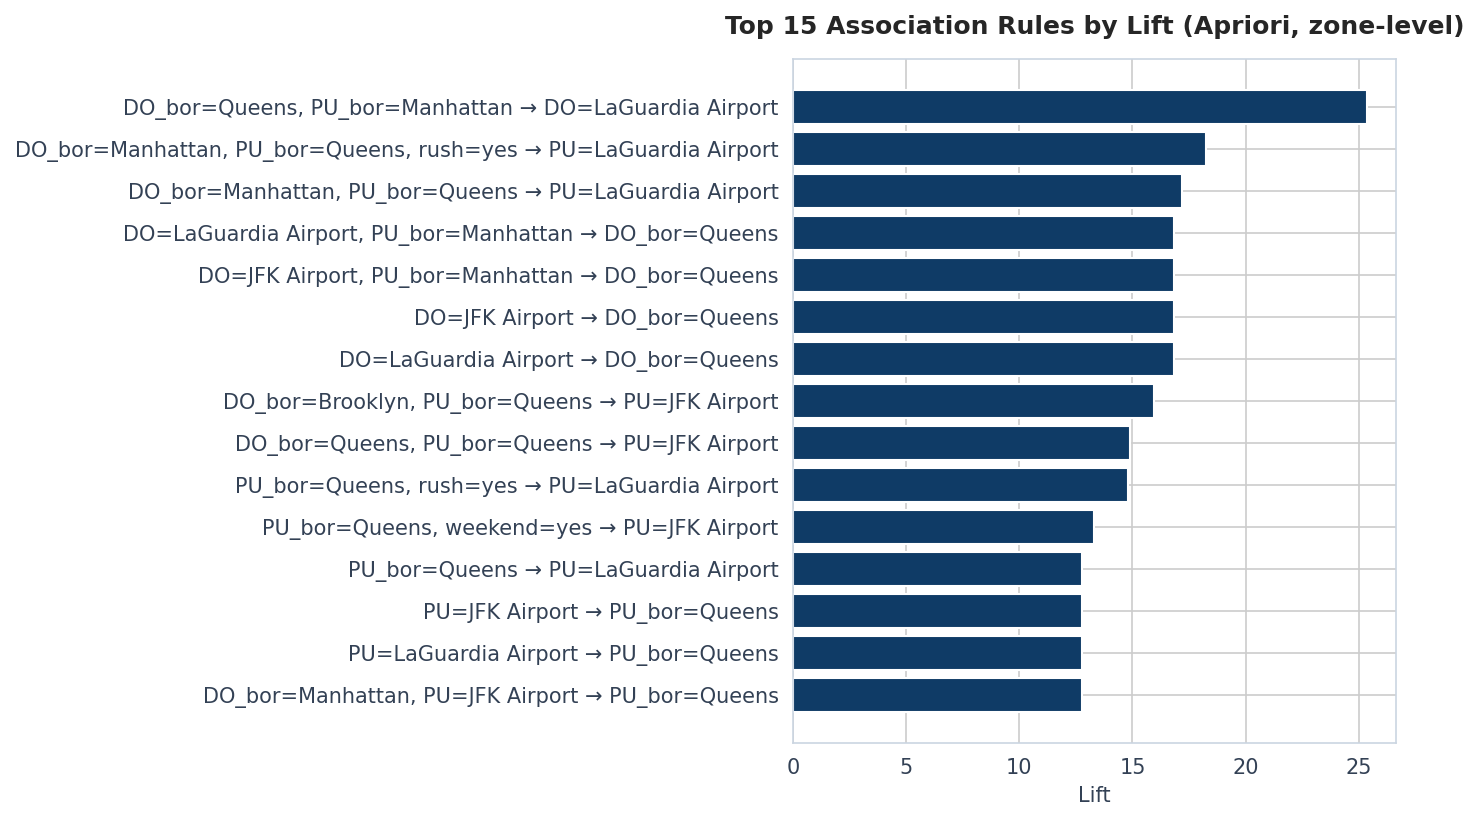 Top 15 Association Rules by Lift (Apriori, zone-level)
DO_bor=Queens, PU_bor=Manhattan → DO=LaGuardia Airport
DO_bor=Manhattan, PU_bor=Queens, rush=yes → PU=LaGuardia Airport
DO_bor=Manhattan, PU_bor=Queens → PU=LaGuardia Airport
DO=LaGuardia Airport, PU_bor=Manhattan → DO_bor=Queens
DO=JFK Airport, PU_bor=Manhattan → DO_bor=Queens
DO=JFK Airport → DO_bor=Queens
DO=LaGuardia Airport → DO_bor=Queens
DO_bor=Brooklyn, PU_bor=Queens → PU=JFK Airport
DO_bor=Queens, PU_bor=Queens → PU=JFK Airport
PU_bor=Queens, rush=yes → PU=LaGuardia Airport
PU_bor=Queens, weekend=yes → PU=JFK Airport
PU_bor=Queens → PU=LaGuardia Airport
PU=JFK Airport → PU_bor=Queens
PU=LaGuardia Airport → PU_bor=Queens
DO_bor=Manhattan, PU=JFK Airport → PU_bor=Queens
0 5 10 15 20 25
Lift